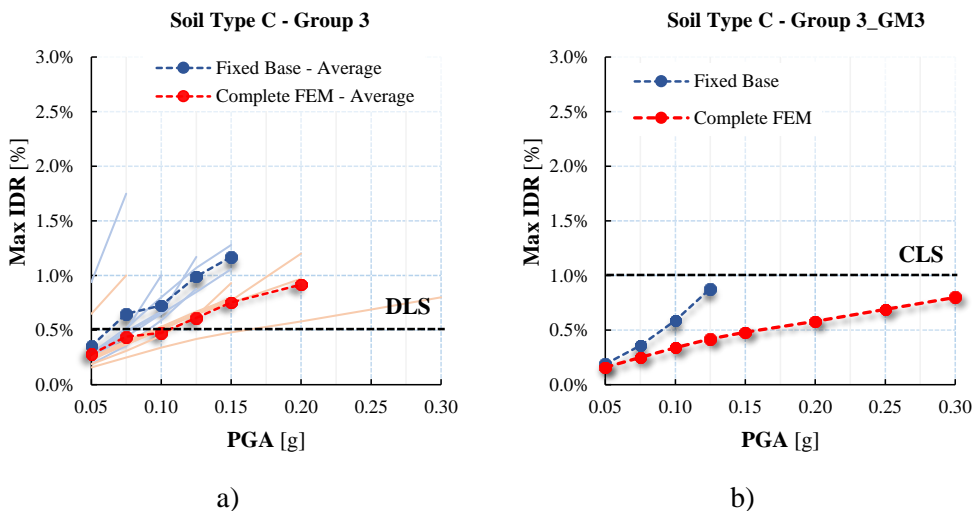 Soil Type C - Group 3
3.0%
2.5%
2.0%
1.5%
1.0%
0.5%
0.0%
Max IDR [%]
Fixed Base - Average
Complete FEM - Average
DLS
0.05 0.10 0.15 0.20 0.25 0.30
PGA [g]
a)
Soil Type C - Group 3_GM3
3.0%
2.5%
2.0%
1.5%
1.0%
0.5%
0.0%
Max IDR [%]
Fixed Base
Complete FEM
CLS
0.05 0.10 0.15 0.20 0.25 0.30
PGA [g]
b)